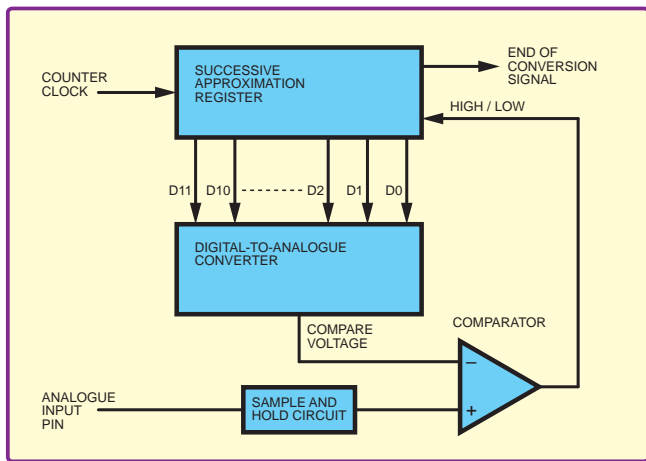 COUNTER
CLOCK
SUCCESSIVE
APPROXIMATION
REGISTER
END OF
CONVERSION
SIGNAL
HIGH / LOW
D11
D10
D2
D1
D0
DIGITAL-TO-ANALOGUE
CONVERTER
COMPARE
VOLTAGE
COMPARATOR
–
+
ANALOGUE
INPUT
PIN
SAMPLE AND
HOLD CIRCUIT